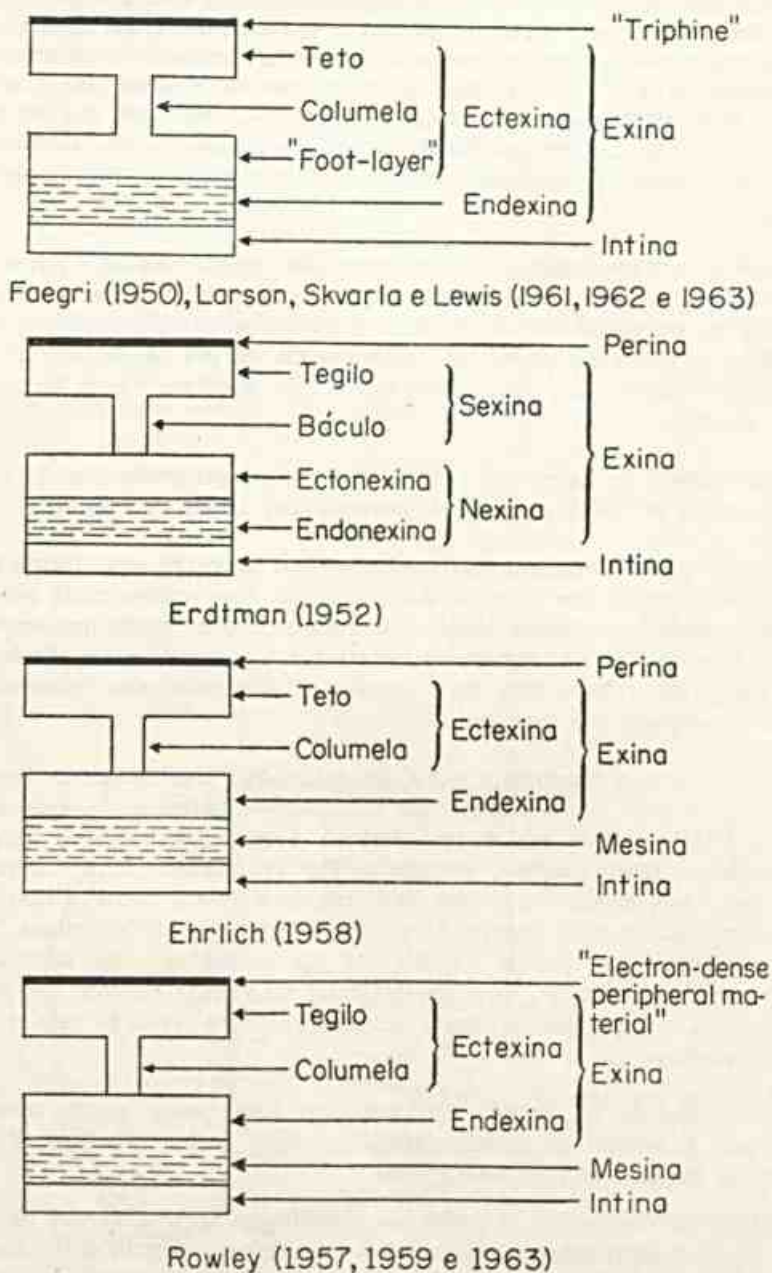 "Triphine"
Teto
Columela
Ectexina
Exina
"Foot-layer"
Endexina
Intina
Faegri (1950), Larson, Skvarla e Lewis (1961, 1962 e 1963)
Perina
Tegilo
Sexina
Báculo
Exina
Ectonexina
Nexina
Endonexina
Intina
Erdtman (1952)
Perina
Teto
Ectexina
Columela
Exina
Endexina
Mesina
Intina
Ehrlich (1958)
"Electron-dense
peripheral ma-
terial"
Tegilo
Ectexina
Columela
Exina
Endexina
Mesina
Intina
Rowley (1957, 1959 e 1963)